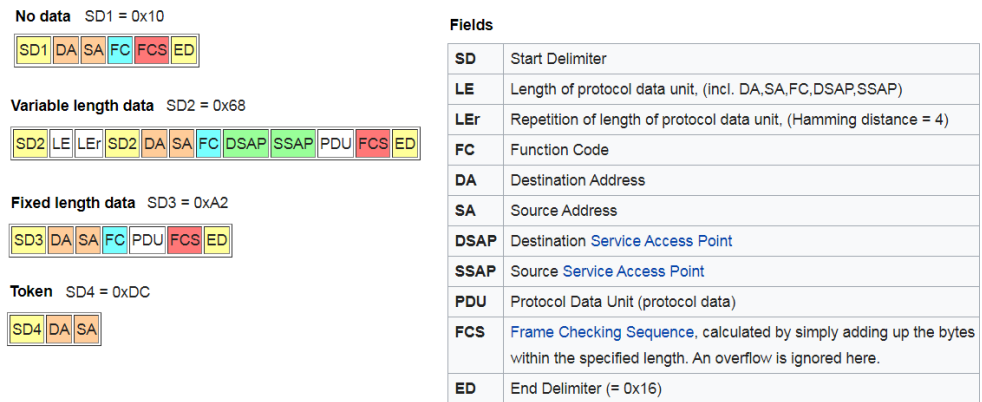 No data SD1 = 0x10
SD1 DA SA FC FCS ED
Variable length data SD2 = 0x68
SD2 LE LEr SD2 DA SA FC DSAP SSAP PDU FCS ED
Fixed length data SD3 = 0xA2
SD3 DA SA FC PDU FCS ED
Token SD4 = 0xDC
SD4 DA SA
Fields
SD Start Delimiter
LE Length of protocol data unit, (incl. DA,SA,FC,DSAP,SSAP)
LEr Repetition of length of protocol data unit, (Hamming distance = 4)
FC Function Code
DA Destination Address
SA Source Address
DSAP Destination Service Access Point
SSAP Source Service Access Point
PDU Protocol Data Unit (protocol data)
FCS Frame Checking Sequence, calculated by simply adding up the bytes
within the specified length. An overflow is ignored here.
ED End Delimiter (= 0x16)